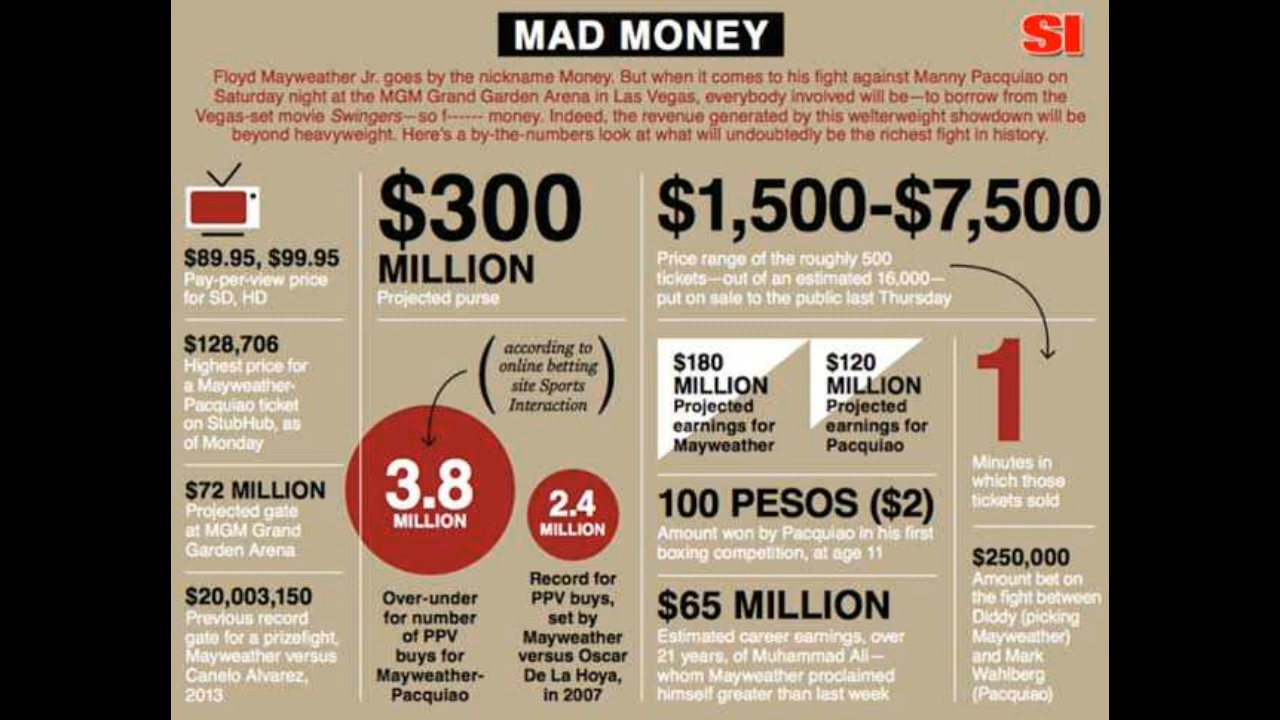 MAD MONEY
SI
Floyd Mayweather Jr. goes by the nickname Money. But when it comes to his fight against Manny Pacquiao on
Saturday night at the MGM Grand Garden Arena in Las Vegas, everybody involved will be—to borrow from the
Vegas-set movie Swingers—so f------ money. Indeed, the revenue generated by this welterweight showdown will be
beyond heavyweight. Here's a by-the-numbers look at what will undoubtedly be the richest fight in history.
$89.95, $99.95
Pay-per-view price
for SD, HD
$128,706
Highest price for
a Mayweather-
Pacquiao ticket
on StubHub, as
of Monday
$72 MILLION
Projected gate
at MGM Grand
Garden Arena
$20,003,150
Previous record
gate for a prizefight,
Mayweather versus
Canelo Alvarez,
2013
$300
MILLION
Projected purse
according to
online betting
site Sports
Interaction
3.8
MILLION
Over-under
for number
of PPV
buys for
Mayweather-
Pacquiao
2.4
MILLION
Record for
PPV buys,
set by
Mayweather
versus Oscar
De La Hoya,
in 2007
$1,500-$7,500
Price range of the roughly 500
tickets—out of an estimated 16,000—
put on sale to the public last Thursday
$180
MILLION
Projected
earnings for
Mayweather
$120
MILLION
Projected
earnings for
Pacquiao
100 PESOS ($2)
Amount won by Pacquiao in his first
boxing competition, at age 11
$65 MILLION
Estimated career earnings, over
21 years, of Muhammad Ali—
whom Mayweather proclaimed
himself greater than last week
1
Minutes in
which those
tickets sold
$250,000
Amount bet on
the fight between
Diddy (picking
Mayweather)
and Mark
Wahlberg
(Pacquiao)